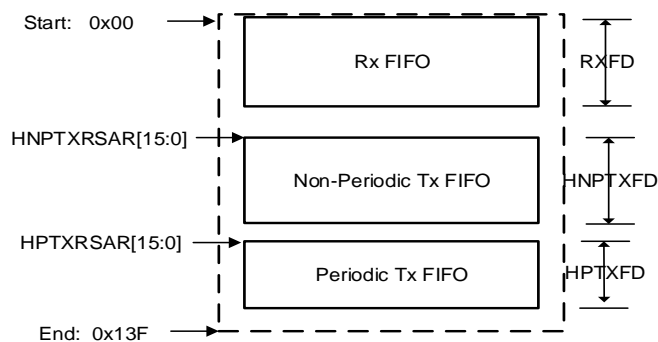 Start: 0x00
Rx FIFO
RXFD
HNPTXRSAR[15:0]
Non-Periodic Tx FIFO
HNPTXFD
HPTXRSAR[15:0]
Periodic Tx FIFO
HPTXFD
End: 0x13F